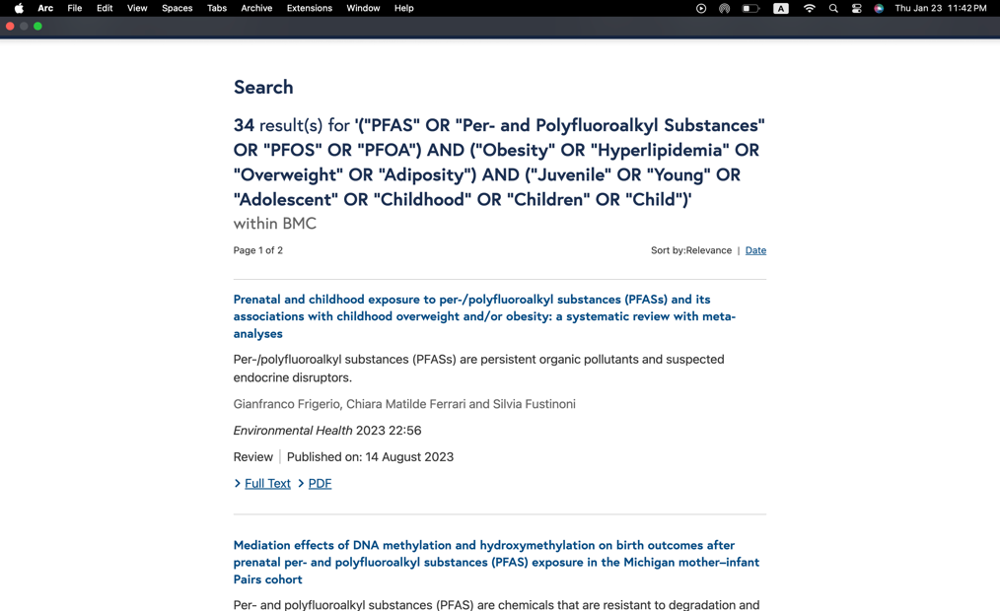 Arc File Edit View Spaces Tabs Archive Extensions Window Help A Thu Jan 23 11:42 PM
Search
34 result(s) for '("PFAS" OR "Per- and Polyfluoroalkyl Substances"
OR "PFOS" OR "PFOA") AND ("Obesity" OR "Hyperlipidemia" OR
"Overweight" OR "Adiposity") AND ("Juvenile" OR "Young" OR
"Adolescent" OR "Childhood" OR "Children" OR "Child")'
within BMC
Page 1 of 2 Sort by:Relevance | Date
Prenatal and childhood exposure to per-/polyfluoroalkyl substances (PFASs) and its
associations with childhood overweight and/or obesity: a systematic review with meta-
analyses
Per-/polyfluoroalkyl substances (PFASs) are persistent organic pollutants and suspected
endocrine disruptors.
Gianfranco Frigerio, Chiara Matilde Ferrari and Silvia Fustinoni
Environmental Health 2023 22:56
Review Published on: 14 August 2023
Full Text PDF
Mediation effects of DNA methylation and hydroxymethylation on birth outcomes after
prenatal per- and polyfluoroalkyl substances (PFAS) exposure in the Michigan mother–infant
Pairs cohort
Per- and polyfluoroalkyl substances (PFAS) are chemicals that are resistant to degradation and